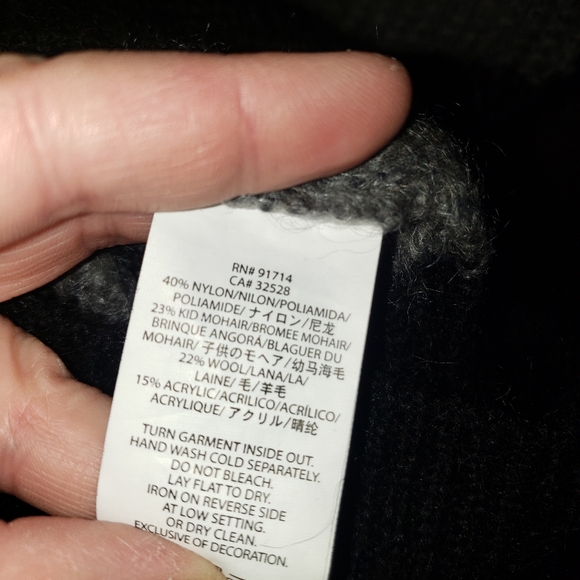 RN# 91714
CA# 32528
40% NYLON/NILON/POLIAMIDA/
POLIAMIDE/ ナイロン/尼龙
23% KID MOHAIR/BROMEE MOHAIR/
BRINQUE ANGORÁ/BLAGUER DU
MOHAIR/ 子供のモヘア/幼马海毛
22% WOOL/LANA/LA/
LAINE/ 毛/羊毛
15% ACRYLIC/ACRILICO/ACRÍLICO/
ACRYLIQUE/ アクリル/晴纶
TURN GARMENT INSIDE OUT.
HAND WASH COLD SEPARATELY.
DO NOT BLEACH.
LAY FLAT TO DRY.
IRON ON REVERSE SIDE
AT LOW SETTING.
OR DRY CLEAN.
EXCLUSIVE OF DECORATION.